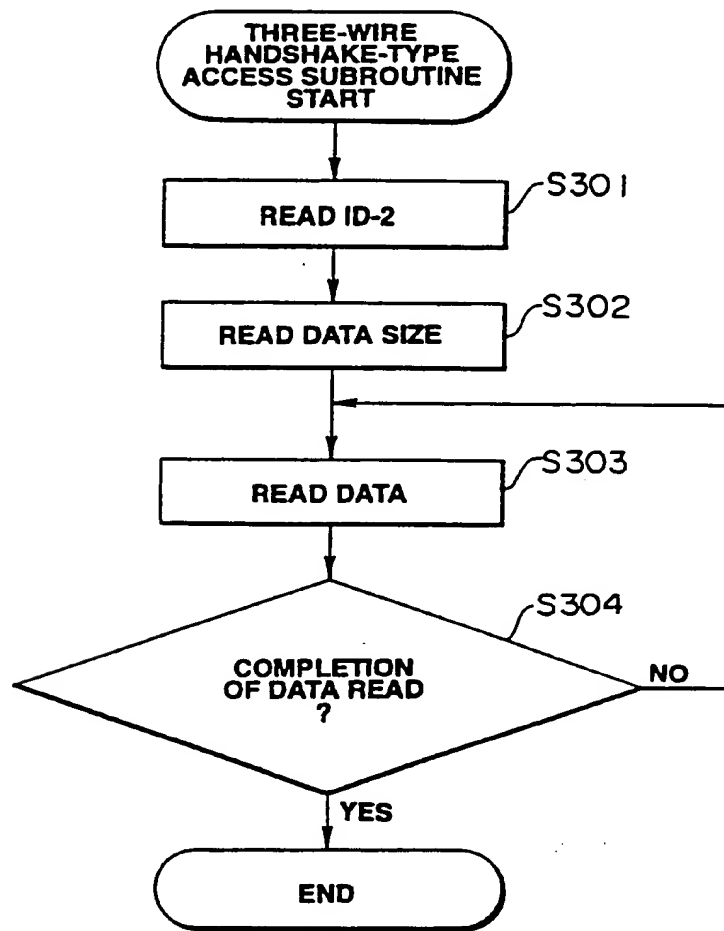 THREE-WIRE
HANDSHAKE-TYPE
ACCESS SUBROUTINE
START
S301
READ ID-2
S302
READ DATA SIZE
S303
READ DATA
S304
COMPLETION
OF DATA READ
?
NO
YES
END